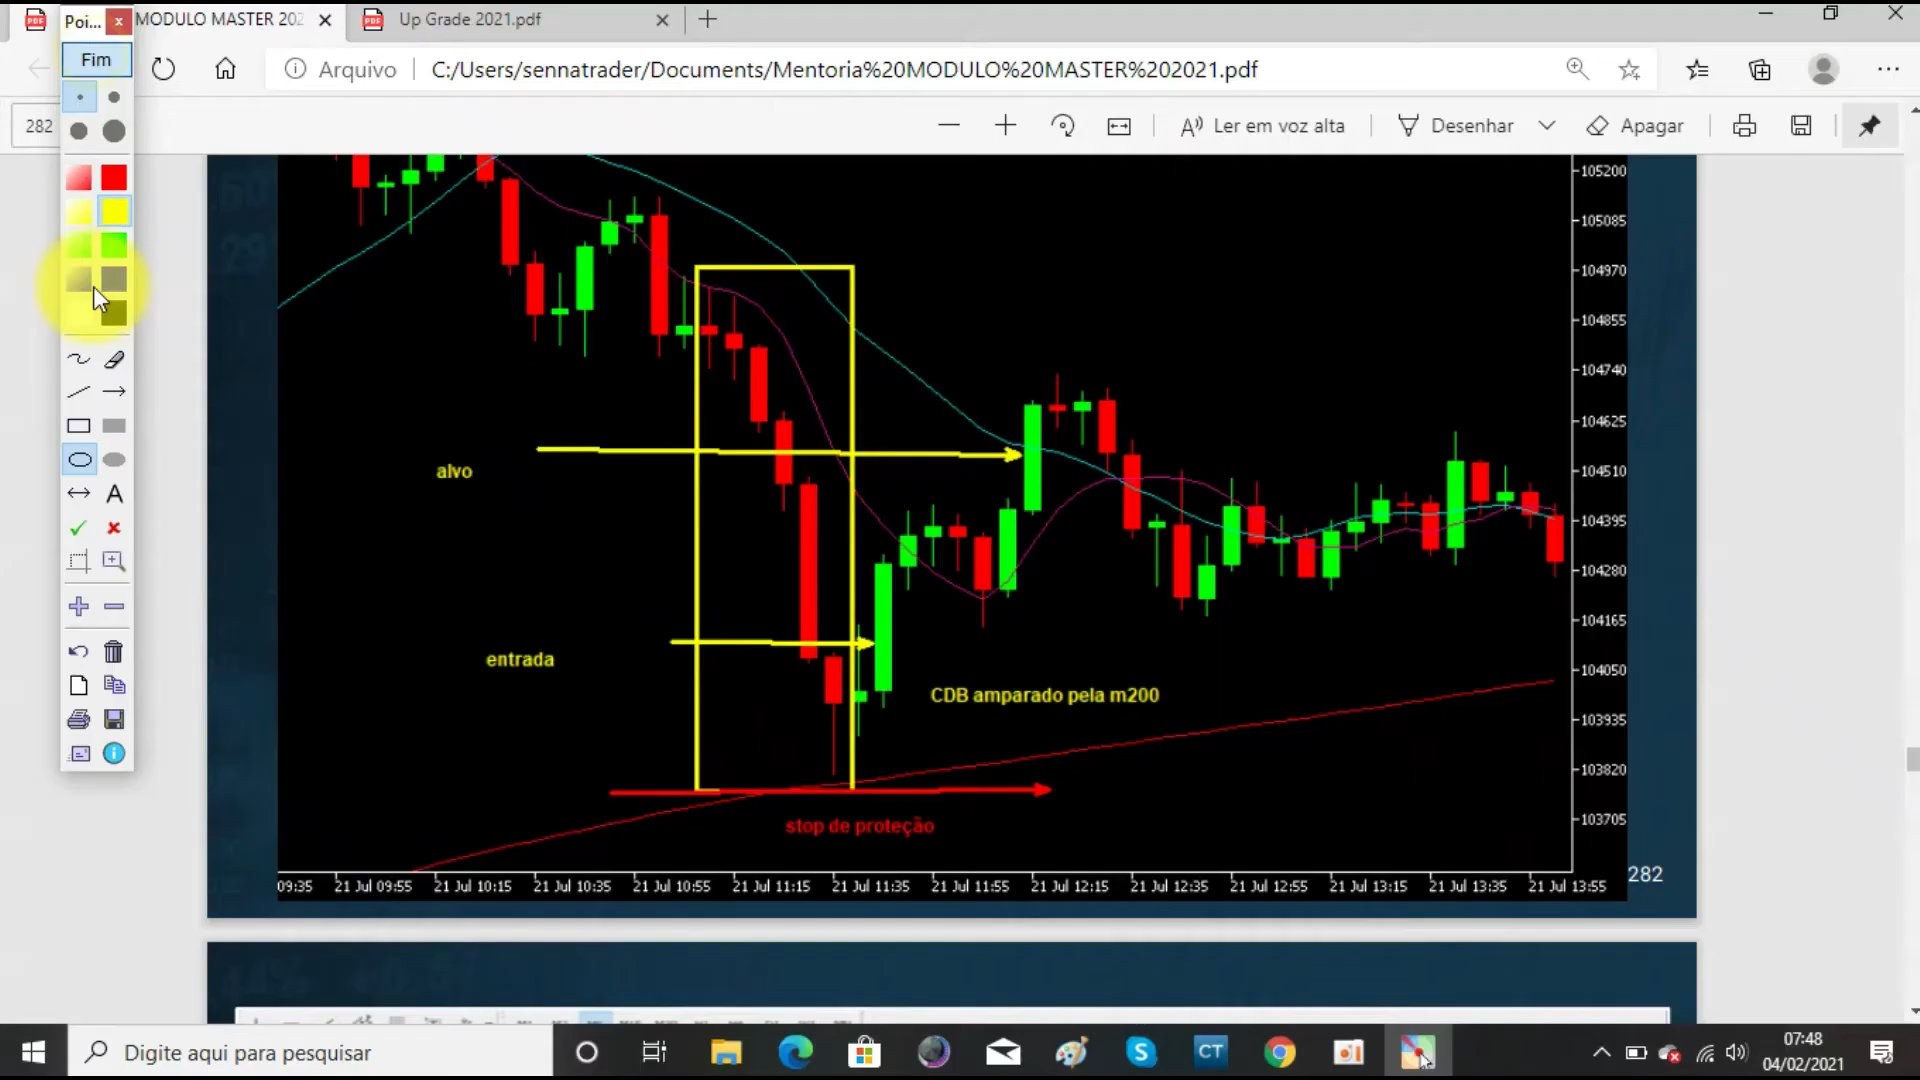 Poi...
MODULO MASTER 202
Up Grade 2021.pdf
Fim
Arquivo
C:/Users/sennatrader/Documents/Mentoria%20MODULO%20MASTER%202021.pdf
282
Ler em voz alta
Desenhar
Apagar
A
105200
105085
104970
104855
104740
104625
104510
104395
104280
104165
104050
103935
103820
103705
alvo
entrada
CDB amparado pela m200
stop de proteção
282
09:35
21 Jul 09:55
21 Jul 10:15
21 Jul 10:35
21 Jul 10:55
21 Jul 11:15
21 Jul 11:35
21 Jul 11:55
21 Jul 12:15
21 Jul 12:35
21 Jul 12:55
21 Jul 13:15
21 Jul 13:35
21 Jul 13:55
Digite aqui para pesquisar
CT
07:48
04/02/2021